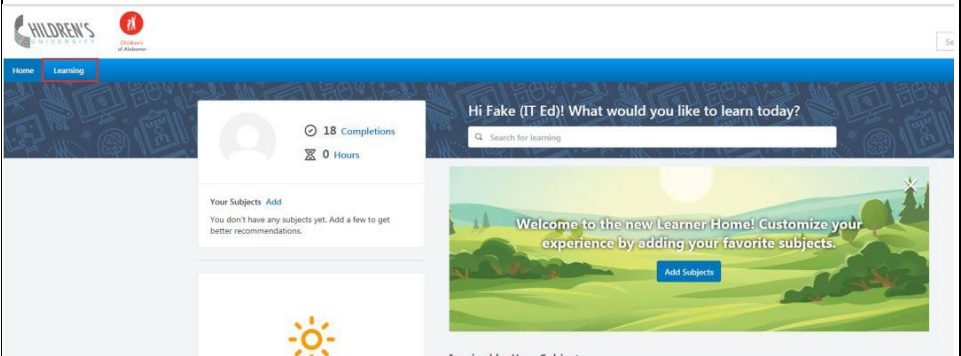 CHILDREN'S
UNIVERSITY
Children's
of Alabama
Se
Home Learning
Hi Fake (IT Ed)! What would you like to learn today?
Search for learning
18 Completions
0 Hours
Your Subjects Add
You don't have any subjects yet. Add a few to get
better recommendations.
Welcome to the new Learner Home! Customize your
experience by adding your favorite subjects.
Add Subjects